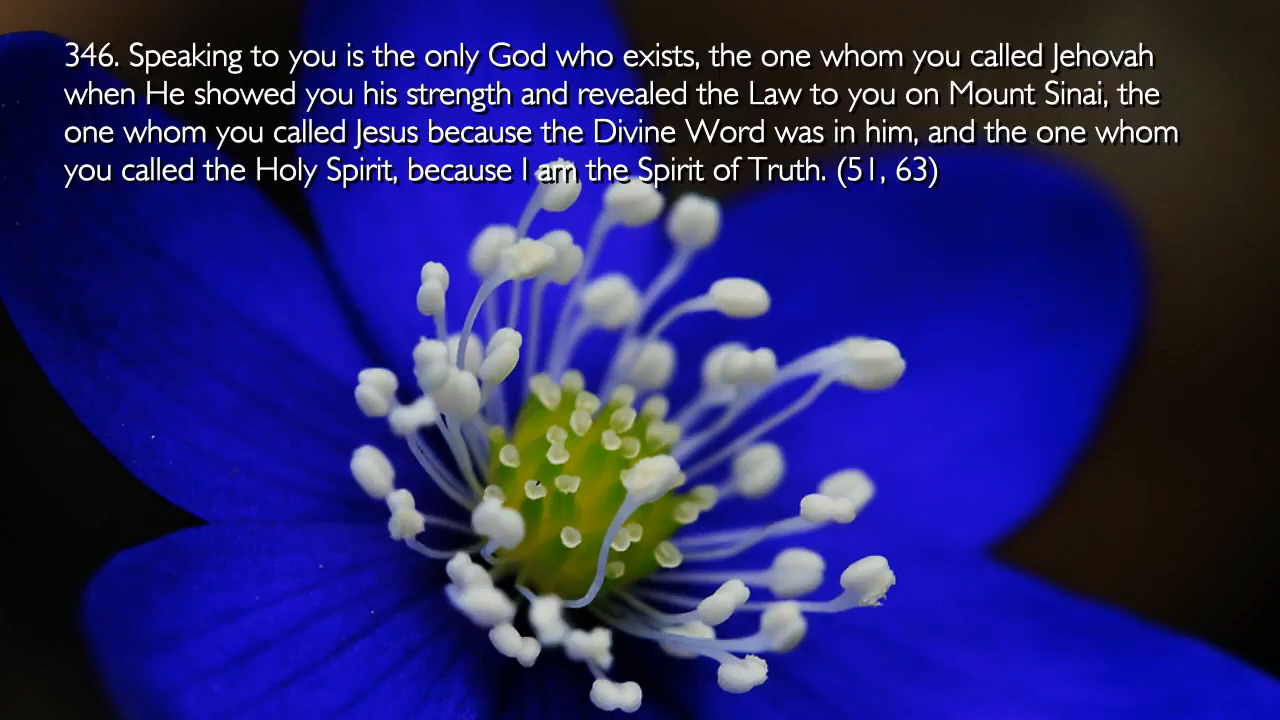 346. Speaking to you is the only God who exists, the one whom you called Jehovah
when He showed you his strength and revealed the Law to you on Mount Sinai, the
one whom you called Jesus because the Divine Word was in him, and the one whom
you called the Holy Spirit, because I am the Spirit of Truth. (51, 63)